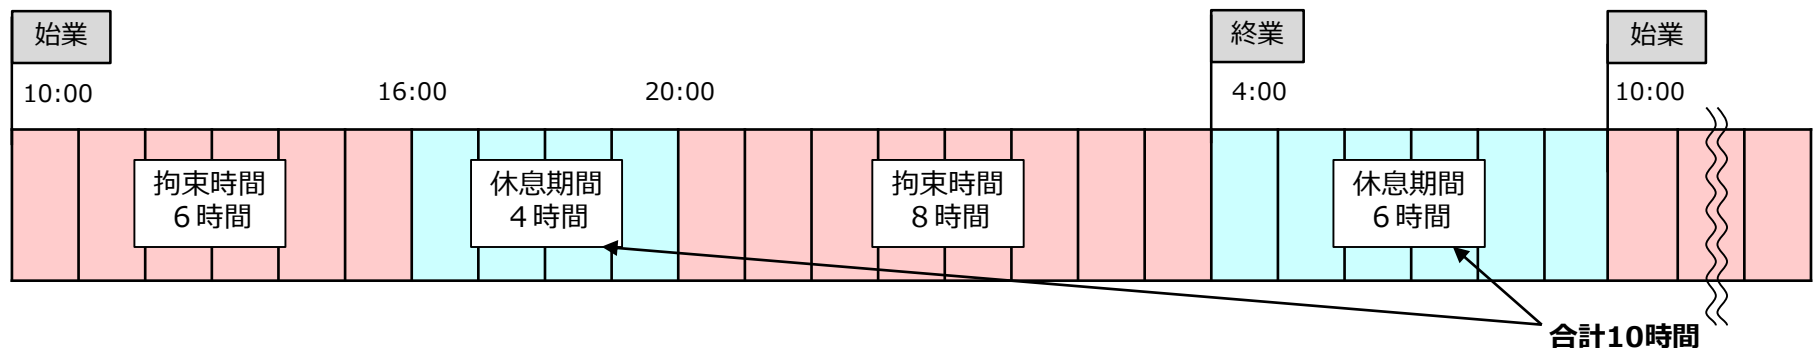 始業
終業
始業
10:00
16:00
20:00
4:00
10:00
拘束時間
６時間
休息期間
４時間
拘束時間
８時間
休息期間
６時間
合計10時間